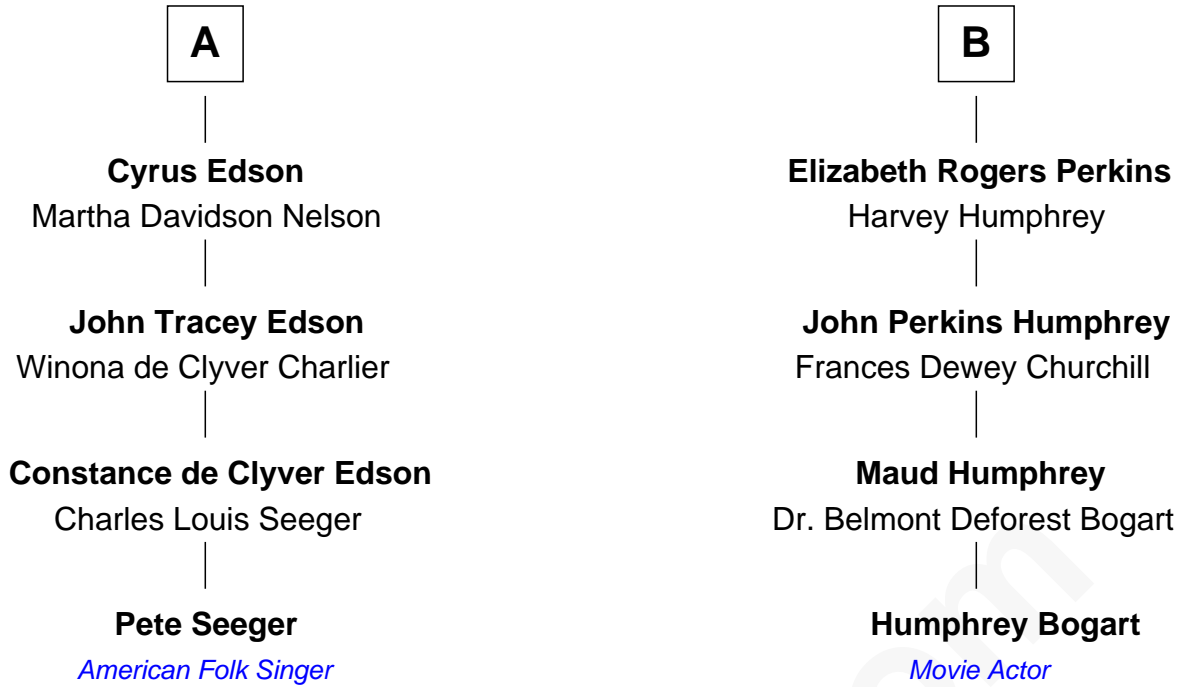 A
Cyrus Edson
Martha Davidson Nelson
John Tracey Edson
Winona de Clyver Charlier
Constance de Clyver Edson
Charles Louis Seeger
Pete Seeger
American Folk Singer
B
Elizabeth Rogers Perkins
Harvey Humphrey
John Perkins Humphrey
Frances Dewey Churchill
Maud Humphrey
Dr. Belmont Deforest Bogart
Humphrey Bogart
Movie Actor
om